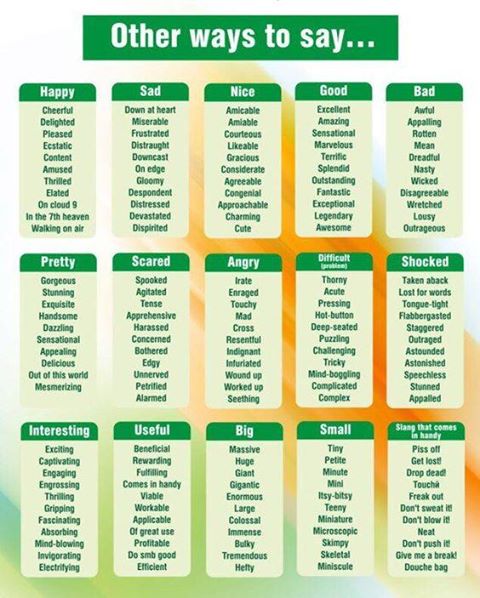 Other ways to say...
Happy
Cheerful
Delighted
Pleased
Ecstatic
Content
Amused
Thrilled
Elated
On cloud 9
In the 7th heaven
Walking on air
Sad
Down at heart
Miserable
Frustrated
Distraught
Downcast
On edge
Gloomy
Despondent
Distressed
Devastated
Dispirited
Nice
Amicable
Amiable
Courteous
Likeable
Gracious
Considerate
Agreeable
Congenial
Approachable
Charming
Cute
Good
Excellent
Amazing
Sensational
Marvelous
Terrific
Splendid
Outstanding
Fantastic
Exceptional
Legendary
Awesome
Bad
Awful
Appalling
Rotten
Mean
Dreadful
Nasty
Wicked
Disagreeable
Wretched
Lousy
Outrageous
Pretty
Gorgeous
Stunning
Exquisite
Handsome
Dazzling
Sensational
Appealing
Delicious
Out of this world
Mesmerizing
Scared
Spooked
Agitated
Tense
Apprehensive
Harassed
Concerned
Bothered
Edgy
Unnerved
Petrified
Alarmed
Angry
Irate
Enraged
Touchy
Mad
Cross
Resentful
Indignant
Infuriated
Wound up
Worked up
Seething
Difficult
(problem)
Thorny
Acute
Pressing
Hot-button
Deep-seated
Puzzling
Challenging
Tricky
Mind-boggling
Complicated
Complex
Shocked
Taken aback
Lost for words
Tongue-tight
Flabbergasted
Staggered
Outraged
Astounded
Astonished
Speechless
Stunned
Appalled
Interesting
Exciting
Captivating
Engaging
Engrossing
Thrilling
Gripping
Fascinating
Absorbing
Mind-blowing
Invigorating
Electrifying
Useful
Beneficial
Rewarding
Fulfilling
Comes in handy
Viable
Workable
Applicable
Of great use
Profitable
Do smb good
Efficient
Big
Massive
Huge
Giant
Gigantic
Enormous
Large
Colossal
Immense
Bulky
Tremendous
Hefty
Small
Tiny
Petite
Minute
Mini
Itsy-bitsy
Teeny
Miniature
Microscopic
Skimpy
Skeletal
Miniscule
Slang that comes
in handy
Piss off
Get lost!
Drop dead!
Touché
Freak out
Don't sweat it!
Don't blow it!
Neat
Don't push it!
Give me a break!
Douche bag